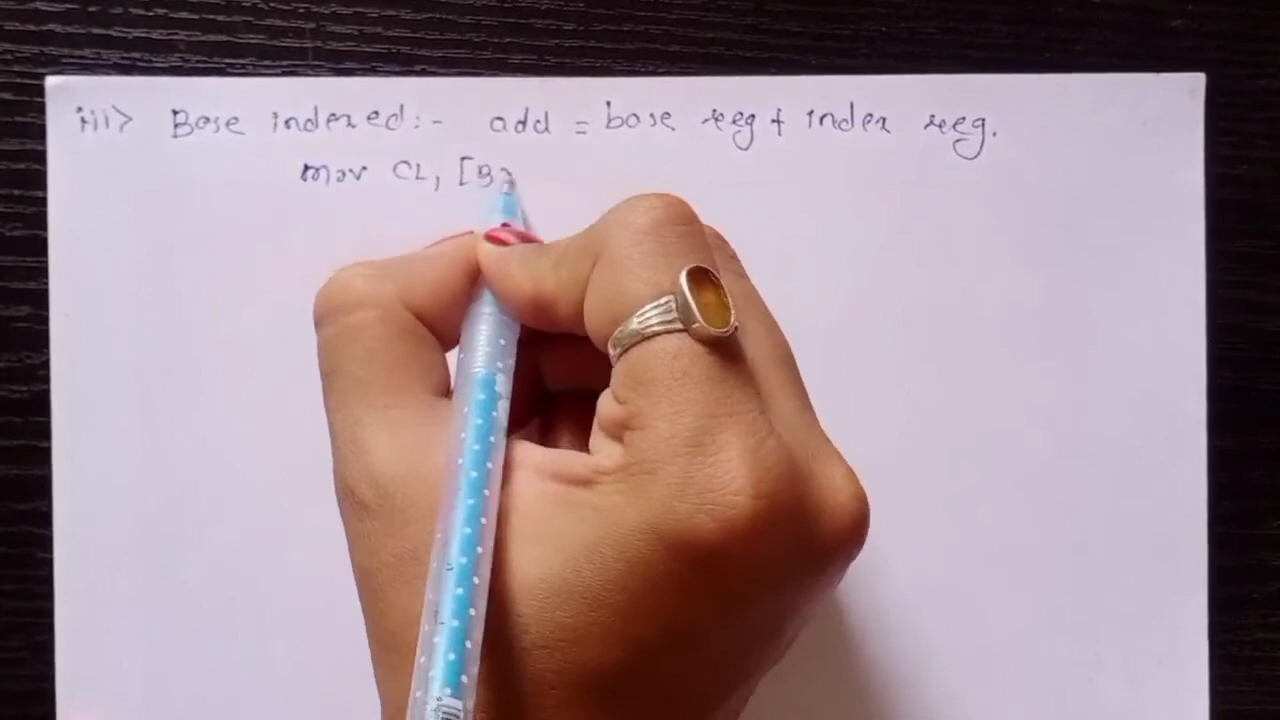 iii> Base indexed:- add = base reg + index reg.
mov CL, [B